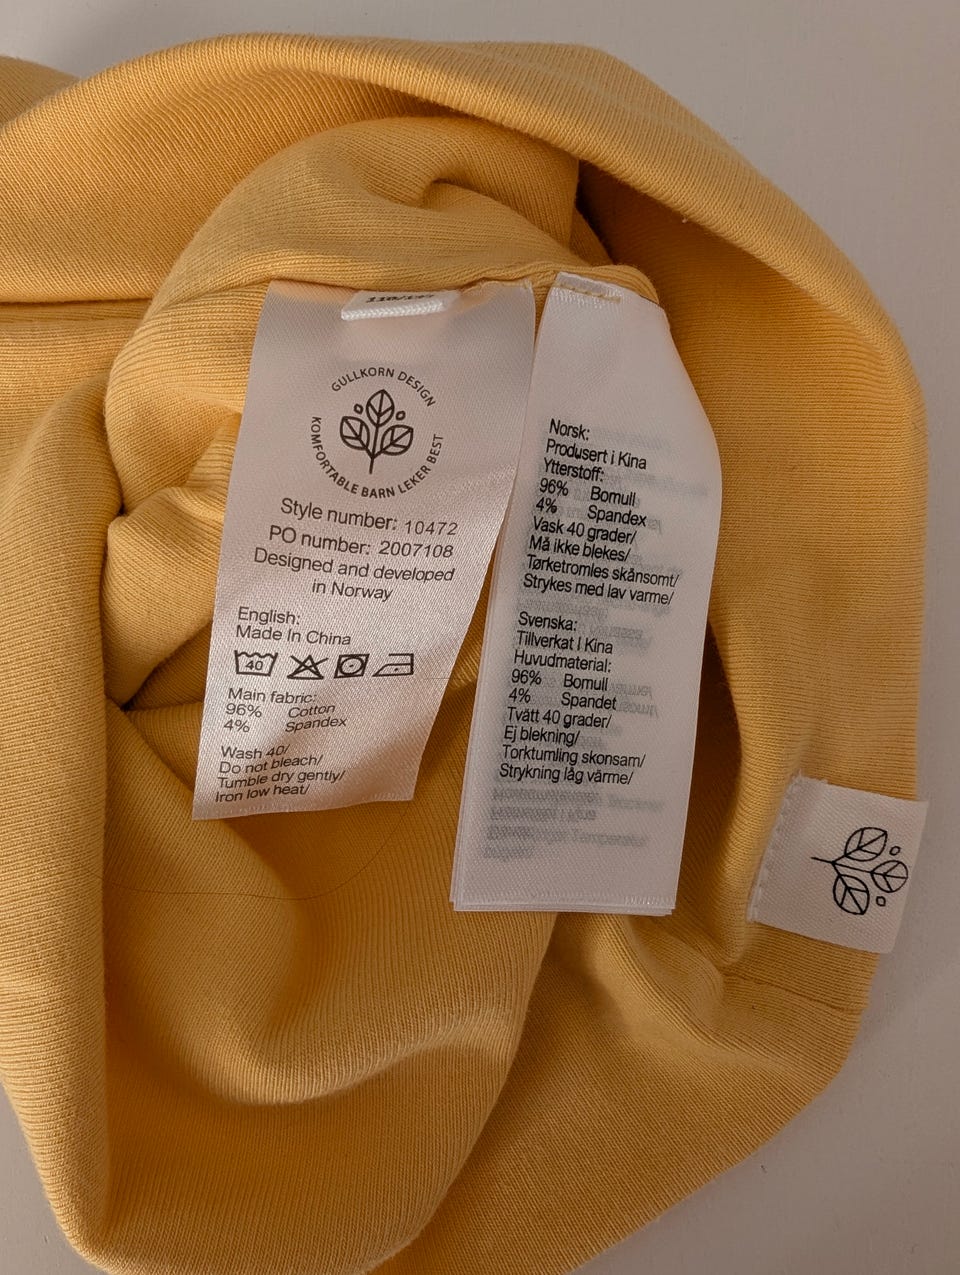 GULLKORN DESIGN
KOMFORTABLE BARN LEKER BEST
Style number: 10472
PO number: 2007108
Designed and developed
in Norway
English:
Made In China
40
Main fabric:
96% Cotton
4% Spandex
Wash 40/
Do not bleach/
Tumble dry gently/
Iron low heat/
Norsk:
Produsert i Kina
Ytterstoff:
96% Bomull
4% Spandex
Vask 40 grader/
Må ikke blekes/
Tørketromles skånsomt/
Strykes med lav varme/
Svenska:
Tillverkat I Kina
Huvudmaterial:
96% Bomull
4% Spandet
Tvätt 40 grader/
Ej blekning/
Torktumling skonsam/
Strykning låg värme/